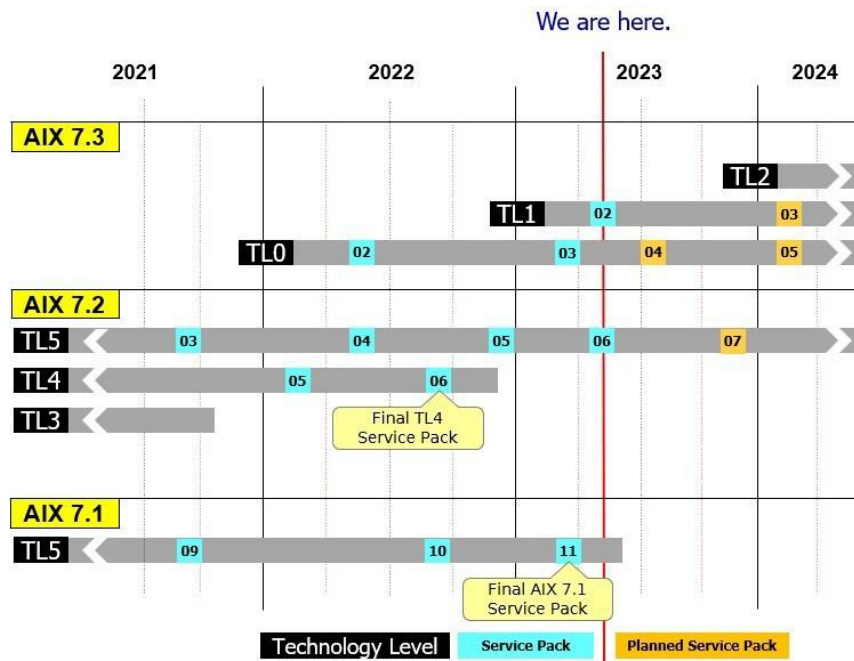 We are here.
2021 2022 2023 2024
AIX 7.3
TL2
TL1 02 03
TL0 02 03 04 05
AIX 7.2
TL5 03 04 05 06 07
TL4 05 06
Final TL4
Service Pack
TL3
AIX 7.1
TL5 09 10 11
Final AIX 7.1
Service Pack
Technology Level Service Pack Planned Service Pack